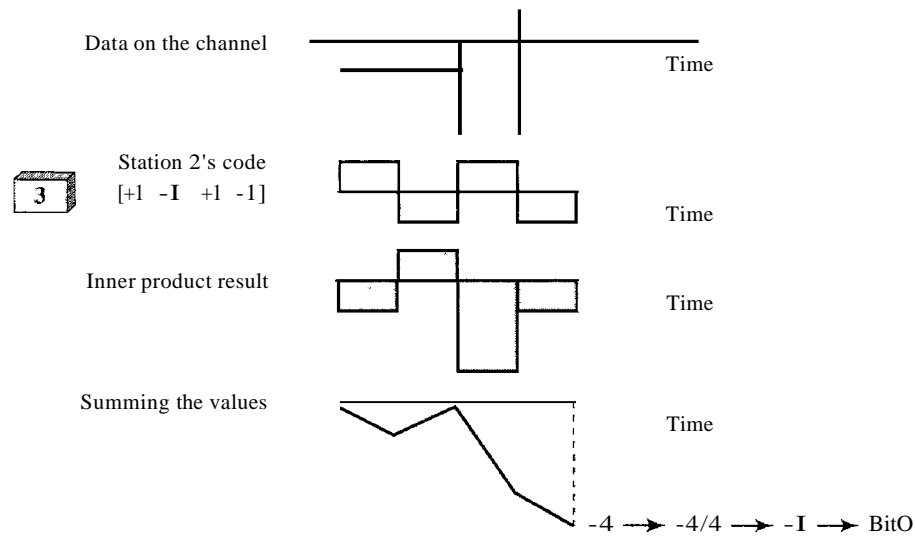 Data on the channel
Time
Station 2's code
3
[+1 -I +1 -1]
Time
Inner product result
Time
Summing the values
Time
-4 → -4/4 → -I → BitO